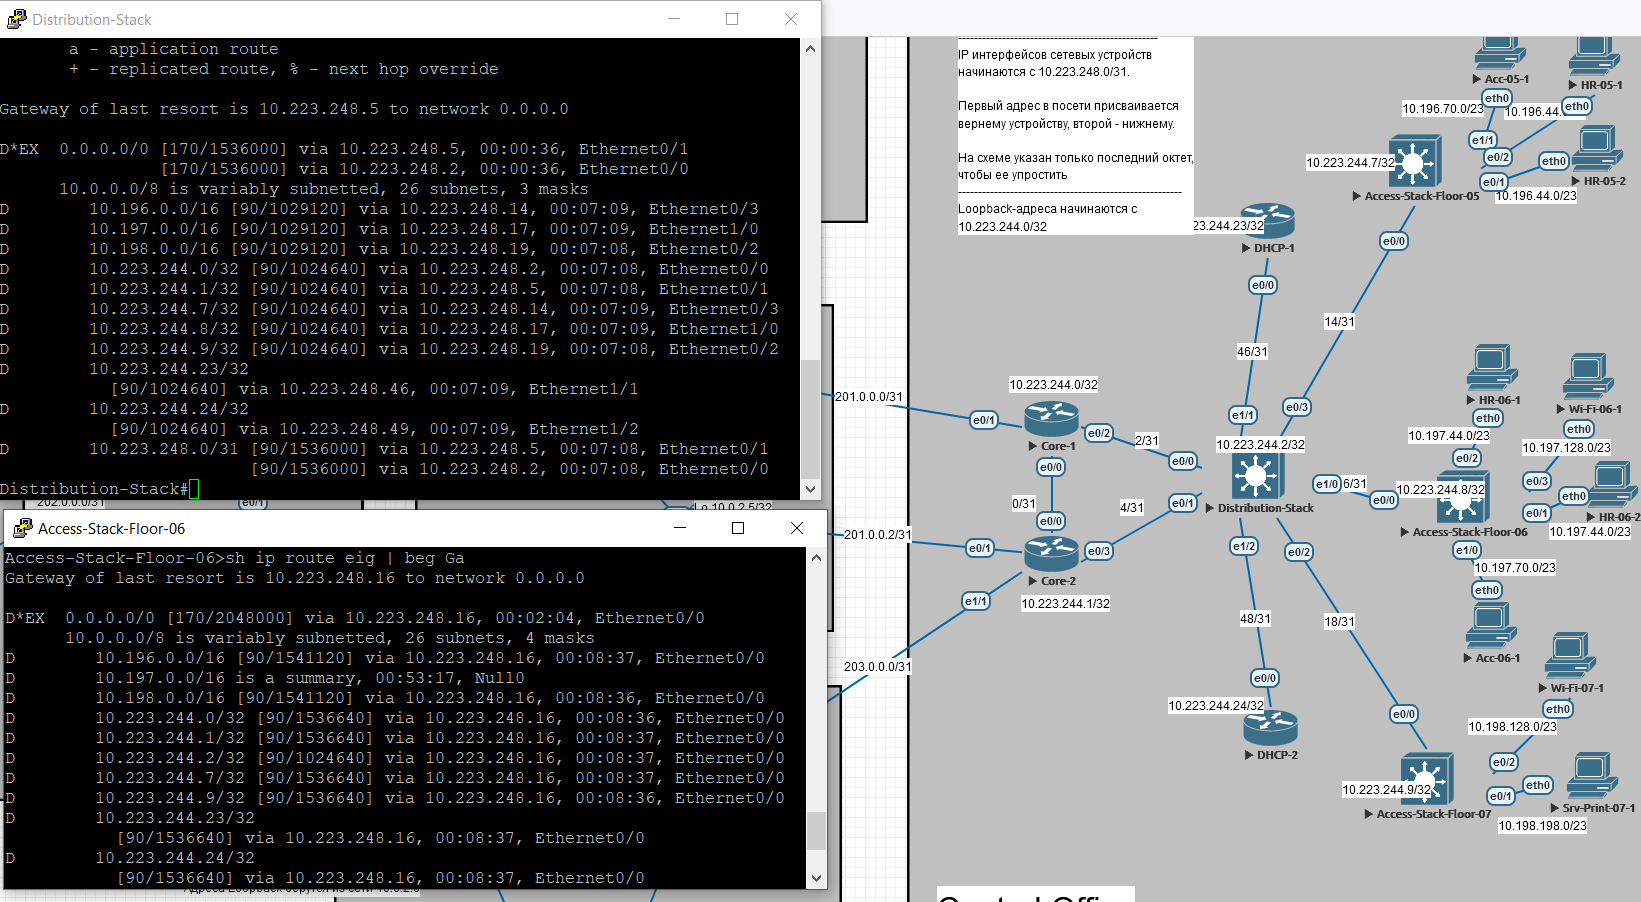 Distribution-Stack
a - application route
+ - replicated route, % - next hop override
Gateway of last resort is 10.223.248.5 to network 0.0.0.0
D*EX 0.0.0.0/0 [170/1536000] via 10.223.248.5, 00:00:36, Ethernet0/1
[170/1536000] via 10.223.248.2, 00:00:36, Ethernet0/0
10.0.0.0/8 is variably subnetted, 26 subnets, 3 masks
D 10.196.0.0/16 [90/1029120] via 10.223.248.14, 00:07:09, Ethernet0/3
D 10.197.0.0/16 [90/1029120] via 10.223.248.17, 00:07:09, Ethernet1/0
D 10.198.0.0/16 [90/1029120] via 10.223.248.19, 00:07:08, Ethernet0/2
D 10.223.244.0/32 [90/1024640] via 10.223.248.2, 00:07:08, Ethernet0/0
D 10.223.244.1/32 [90/1024640] via 10.223.248.5, 00:07:08, Ethernet0/1
D 10.223.244.7/32 [90/1024640] via 10.223.248.14, 00:07:09, Ethernet0/3
D 10.223.244.8/32 [90/1024640] via 10.223.248.17, 00:07:09, Ethernet1/0
D 10.223.244.9/32 [90/1024640] via 10.223.248.19, 00:07:08, Ethernet0/2
D 10.223.244.23/32
[90/1024640] via 10.223.248.46, 00:07:09, Ethernet1/1
D 10.223.244.24/32
[90/1024640] via 10.223.248.49, 00:07:09, Ethernet1/2
D 10.223.248.0/31 [90/1536000] via 10.223.248.5, 00:07:08, Ethernet0/1
[90/1536000] via 10.223.248.2, 00:07:08, Ethernet0/0
Distribution-Stack#
202.0.0.0/31
e0/1
Lo 10.0.2.5/32
Access-Stack-Floor-06
Access-Stack-Floor-06>sh ip route eig | beg Ga
Gateway of last resort is 10.223.248.16 to network 0.0.0.0
D*EX 0.0.0.0/0 [170/2048000] via 10.223.248.16, 00:02:04, Ethernet0/0
10.0.0.0/8 is variably subnetted, 26 subnets, 4 masks
D 10.196.0.0/16 [90/1541120] via 10.223.248.16, 00:08:37, Ethernet0/0
D 10.197.0.0/16 is a summary, 00:53:17, Null0
D 10.198.0.0/16 [90/1541120] via 10.223.248.16, 00:08:36, Ethernet0/0
D 10.223.244.0/32 [90/1536640] via 10.223.248.16, 00:08:36, Ethernet0/0
D 10.223.244.1/32 [90/1536640] via 10.223.248.16, 00:08:37, Ethernet0/0
D 10.223.244.2/32 [90/1024640] via 10.223.248.16, 00:08:37, Ethernet0/0
D 10.223.244.7/32 [90/1536640] via 10.223.248.16, 00:08:37, Ethernet0/0
D 10.223.244.9/32 [90/1536640] via 10.223.248.16, 00:08:36, Ethernet0/0
D 10.223.244.23/32
[90/1536640] via 10.223.248.16, 00:08:37, Ethernet0/0
D 10.223.244.24/32
[90/1536640] via 10.223.248.16, 00:08:37, Ethernet0/0
IP интерфейсов сетевых устройств
начинаются с 10.223.248.0/31.
Первый адрес в посети присваивается
вернему устройству, второй - нижнему.
На схеме указан только последний октет,
чтобы ее упростить
Loopback-адреса начинаются с
10.223.244.0/32
Acc-05-1
HR-05-1
10.196.70.0/23
eth0
10.196.44.
eth0
e1/1
e0/2
eth0
HR-05-2
e0/1
10.196.44.0/23
10.223.244.7/32
Access-Stack-Floor-05
e0/0
14/31
e0/3
23.244.23/32
DHCP-1
e0/0
46/31
e1/1
201.0.0.0/31
e0/1
10.223.244.0/32
Core-1
e0/2
e0/0
2/31
e0/0
0/31
e0/0
4/31
e0/1
10.223.244.2/32
Distribution-Stack
201.0.0.2/31
e0/1
Core-2
e0/3
10.223.244.1/32
e1/1
203.0.0.0/31
e1/0
6/31
e0/0
10.223.244.8/32
Access-Stack-Floor-06
HR-06-1
eth0
10.197.44.0/23
e0/2
Wi-Fi-06-1
eth0
10.197.128.0/23
e0/3
eth0
HR-06-2
e0/1
10.197.44.0/23
e1/0
10.197.70.0/23
eth0
Acc-06-1
e1/2
e0/2
48/31
18/31
e0/0
10.223.244.24/32
DHCP-2
e0/0
10.223.244.9/32
Access-Stack-Floor-07
Wi-Fi-07-1
eth0
10.198.128.0/23
e0/2
eth0
e0/1
Srv-Print-07-1
10.198.198.0/23